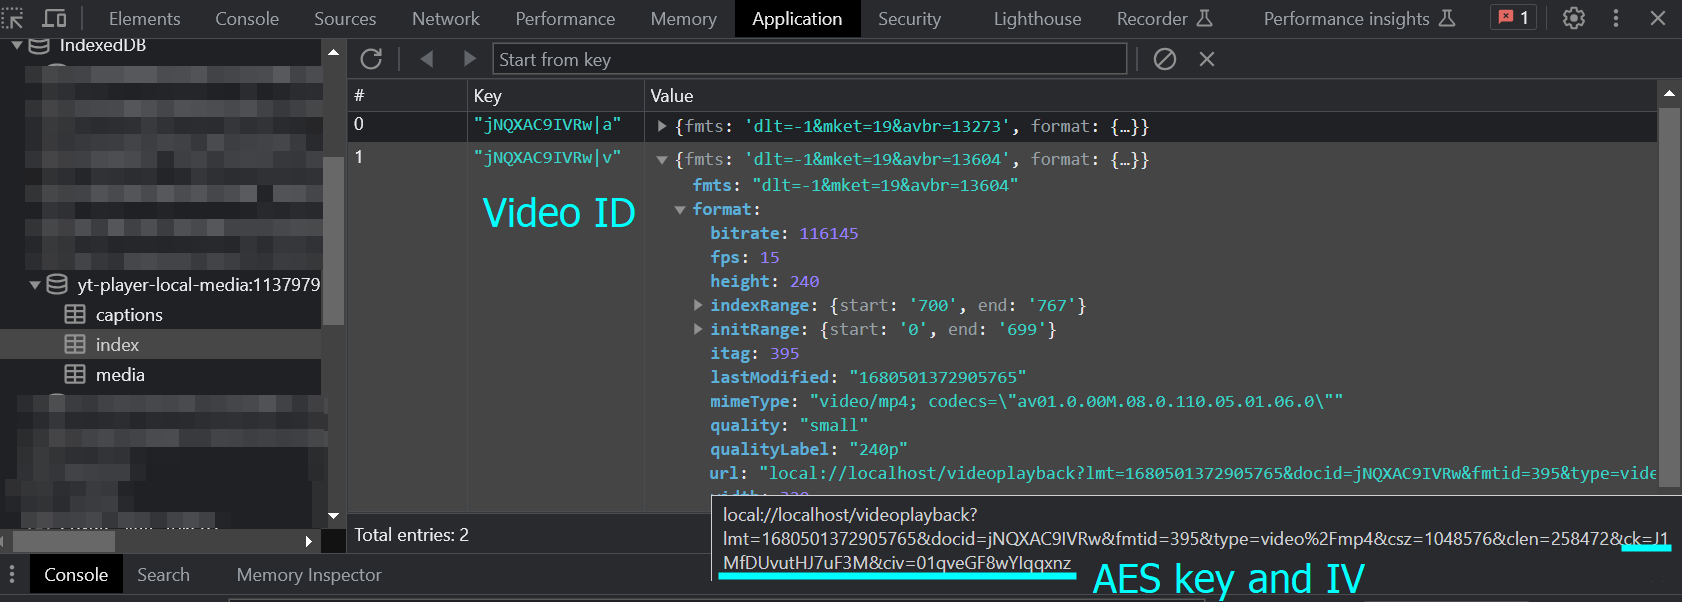 Elements Console Sources Network Performance Memory Application Security Lighthouse Recorder Performance insights 1
IndexedDB
Start from key
# Key Value
0 "jNQXAC9IVRw|a" {fmts: 'dlt=-1&mket=19&avbr=13273', format: {…}}
1 "jNQXAC9IVRw|v" {fmts: 'dlt=-1&mket=19&avbr=13604', format: {…}}
fmts: "dlt=-1&mket=19&avbr=13604"
Video ID
format:
bitrate: 116145
fps: 15
height: 240
yt-player-local-media:1137979
indexRange: {start: '700', end: '767'}
captions
initRange: {start: '0', end: '699'}
index
itag: 395
media
lastModified: "1680501372905765"
mimeType: "video/mp4; codecs=\"av01.0.00M.08.0.110.05.01.06.0\""
quality: "small"
qualityLabel: "240p"
url: "local://localhost/videoplayback?lmt=1680501372905765&docid=jNQXAC9IVRw&fmtid=395&type=vide
Total entries: 2
local://localhost/videoplayback?
lmt=1680501372905765&docid=jNQXAC9IVRw&fmtid=395&type=video%2Fmp4&csz=1048576&clen=258472&ck=J1
MfDUvutHJ7uF3M&civ=01qveGF8wYIqqxnz
AES key and IV
Console Search Memory Inspector